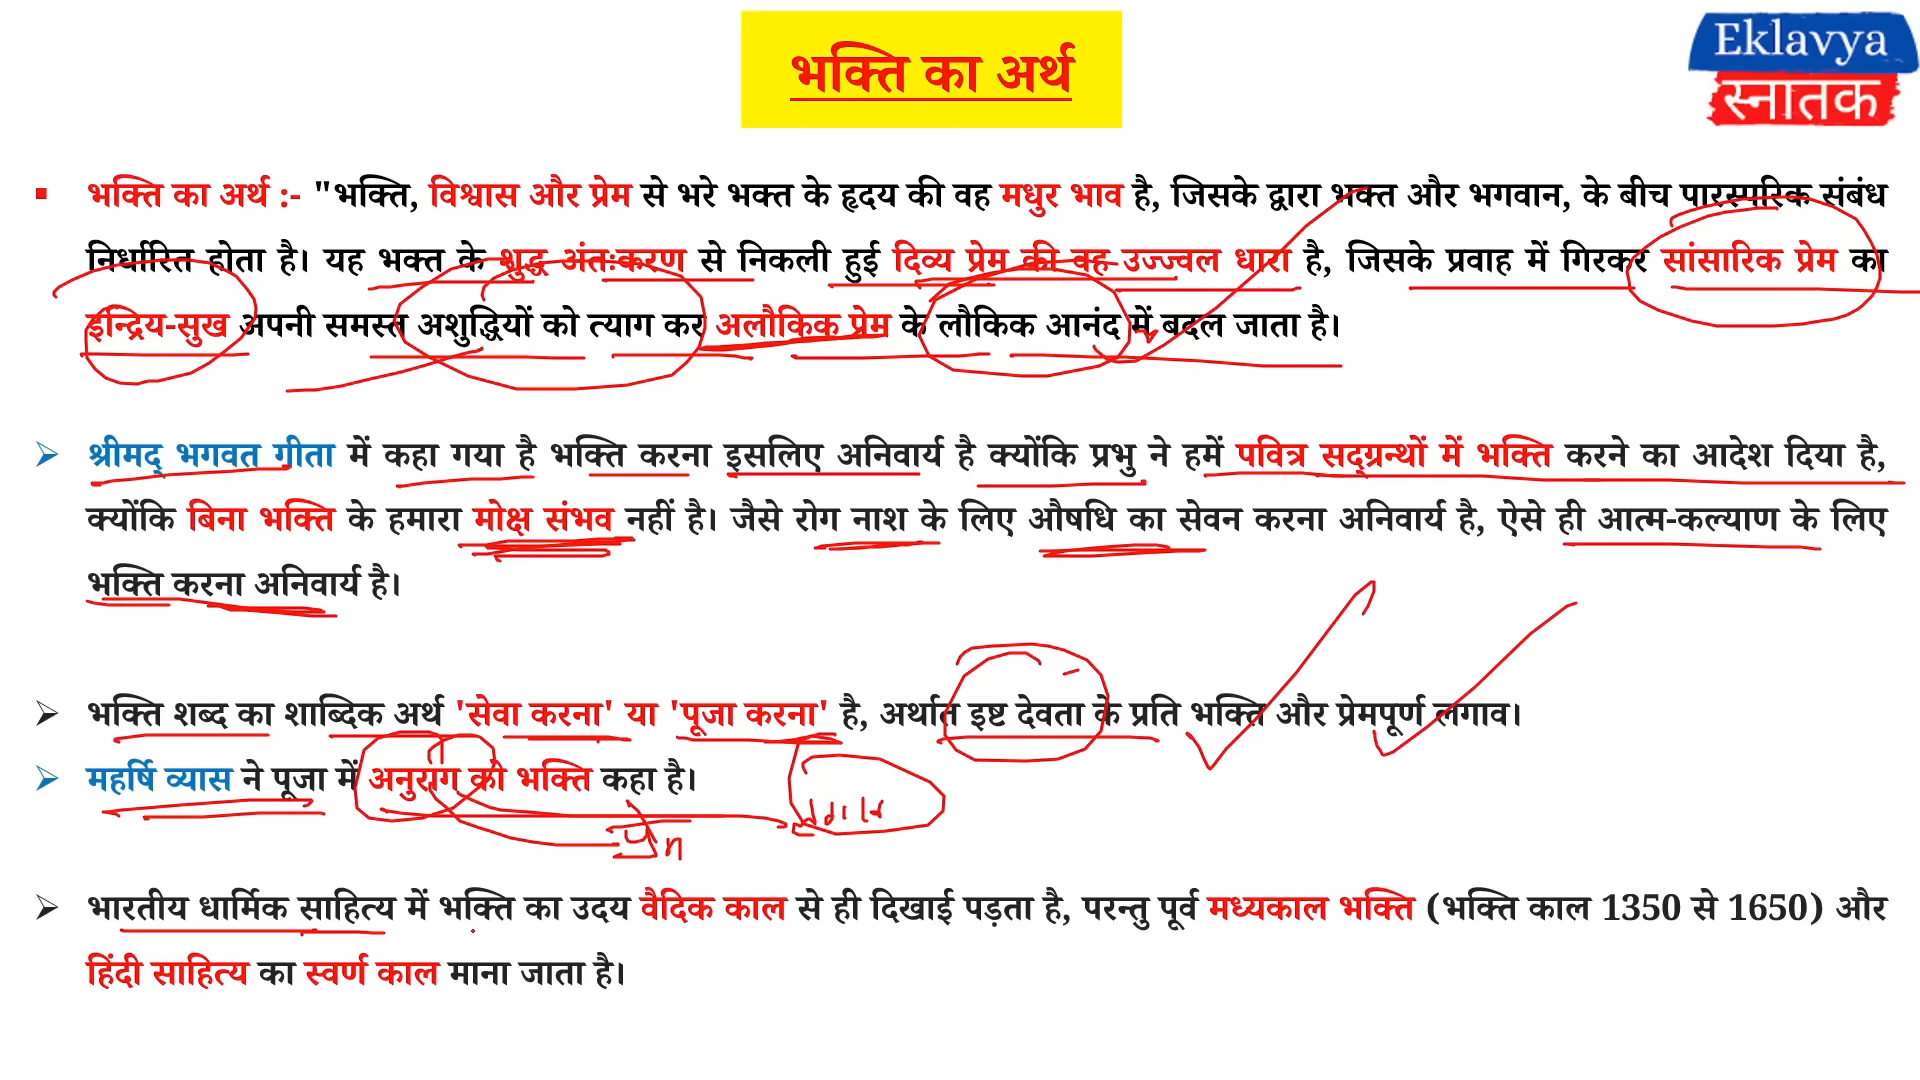 भक्ति का अर्थ
Eklavya
स्नातक
▪ भक्ति का अर्थ :- "भक्ति, विश्वास और प्रेम से भरे भक्त के हृदय की वह मधुर भाव है, जिसके द्वारा भक्त और भगवान, के बीच पारस्परिक संबंध
निर्धारित होता है। यह भक्त के शुद्ध अंतःकरण से निकली हुई दिव्य प्रेम की वह उज्ज्वल धारा है, जिसके प्रवाह में गिरकर सांसारिक प्रेम का
इन्द्रिय-सुख अपनी समस्त अशुद्धियों को त्याग कर अलौकिक प्रेम के लौकिक आनंद में बदल जाता है।
➢ श्रीमद् भगवत गीता में कहा गया है भक्ति करना इसलिए अनिवार्य है क्योंकि प्रभु ने हमें पवित्र सद्ग्रन्थों में भक्ति करने का आदेश दिया है,
क्योंकि बिना भक्ति के हमारा मोक्ष संभव नहीं है। जैसे रोग नाश के लिए औषधि का सेवन करना अनिवार्य है, ऐसे ही आत्म-कल्याण के लिए
भक्ति करना अनिवार्य है।
➢ भक्ति शब्द का शाब्दिक अर्थ 'सेवा करना' या 'पूजा करना' है, अर्थात इष्ट देवता के प्रति भक्ति और प्रेमपूर्ण लगाव।
➢ महर्षि व्यास ने पूजा में अनुराग को भक्ति कहा है।
➢ भारतीय धार्मिक साहित्य में भक्ति का उदय वैदिक काल से ही दिखाई पड़ता है, परन्तु पूर्व मध्यकाल भक्ति (भक्ति काल 1350 से 1650) और
हिंदी साहित्य का स्वर्ण काल माना जाता है।